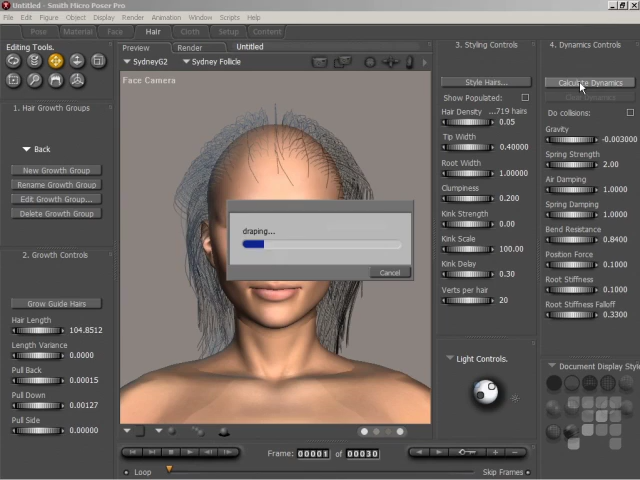 Untitled - Smith Micro Poser Pro
File Edit Figure Object Display Render Animation Window Scripts Help
Pose Material Face Hair Cloth Setup Content
Editing Tools.
1. Hair Growth Groups
Back
New Growth Group
Rename Growth Group
Edit Growth Group...
Delete Growth Group
2. Growth Controls
Grow Guide Hairs
Hair Length
104.8512
Length Variance
0.0000
Pull Back
0.00015
Pull Down
0.00127
Pull Side
0.00000
Preview Render Untitled
SydneyG2 Sydney Follicle
Face Camera
draping...
Cancel
Frame: 00001 of 00030
Loop
Skip Frames
3. Styling Controls
Style Hairs...
Show Populated:
Hair Density ...719 hairs
0.05
Tip Width
0.40000
Root Width
1.00000
Clumpiness
0.200
Kink Strength
0.00
Kink Scale
100.00
Kink Delay
0.30
Verts per hair
20
Light Controls.
4. Dynamics Controls
Calculate Dynamics
Clear Dynamics
Do collisions:
Gravity
-0.003000
Spring Strength
2.00
Air Damping
1.0000
Spring Damping
1.0000
Bend Resistance
0.8400
Position Force
0.1000
Root Stiffness
0.1000
Root Stiffness Falloff
0.3300
Document Display Style